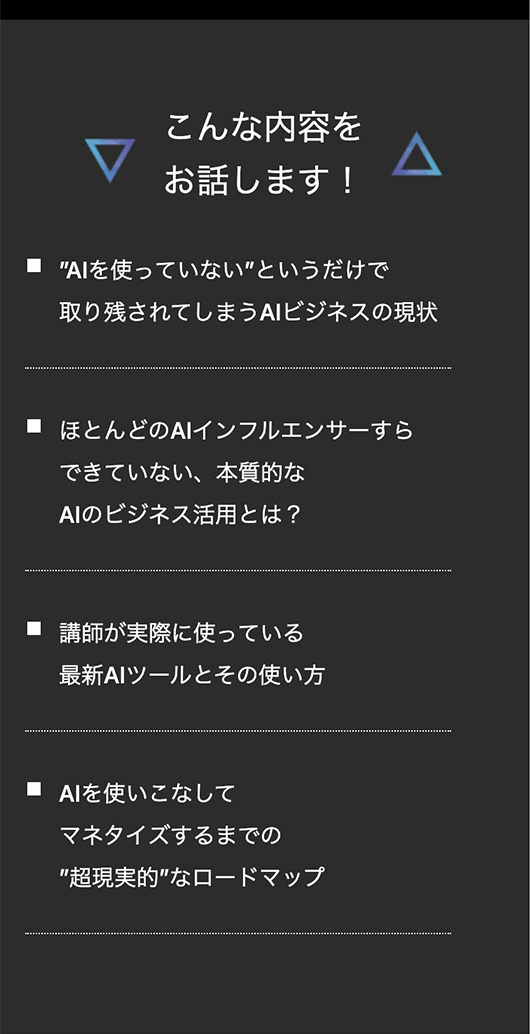 こんな内容を
お話します！
"AIを使っていない"というだけで
取り残されてしまうAIビジネスの現状
ほとんどのAIインフルエンサーすら
できていない、本質的な
AIのビジネス活用とは？
講師が実際に使っている
最新AIツールとその使い方
AIを使いこなして
マネタイズするまでの
"超現実的"なロードマップ